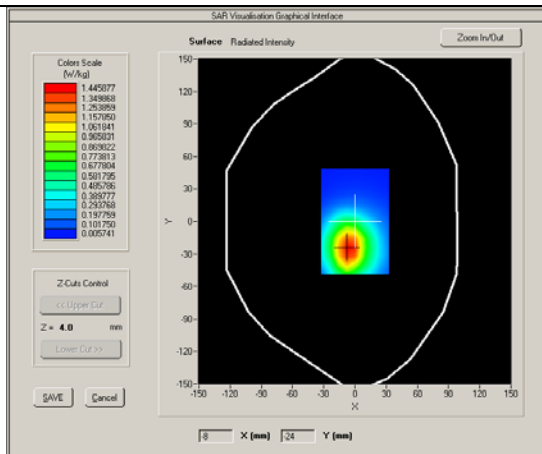 SAR Visualisation Graphical Interface
Surface Radiated Intensity
Zoom In/Out
Colors Scale
(W/kg)
1.445877
1.349868
1.253859
1.157850
1.061841
0.965831
0.869822
0.773813
0.677804
0.581795
0.485786
0.389777
0.293768
0.197759
0.101750
0.005741
Z-Cuts Control
<< Upper Cut
Z = 4.0 mm
Lower Cut >>
SAVE Cancel
150-
120-
90-
60-
30-
Y 0-
-30-
-60-
-90-
-120-
-150-
-150 -120 -90 -60 -30 0 30 60 90 120 150
X
-8 X (mm) -24 Y (mm)